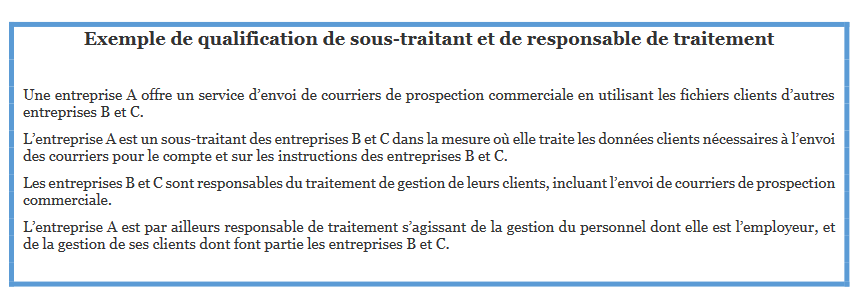 Exemple de qualification de sous-traitant et de responsable de traitement
Une entreprise A offre un service d’envoi de courriers de prospection commerciale en utilisant les fichiers clients d’autres
entreprises B et C.
L’entreprise A est un sous-traitant des entreprises B et C dans la mesure où elle traite les données clients nécessaires à l’envoi
des courriers pour le compte et sur les instructions des entreprises B et C.
Les entreprises B et C sont responsables du traitement de gestion de leurs clients, incluant l’envoi de courriers de prospection
commerciale.
L’entreprise A est par ailleurs responsable de traitement s’agissant de la gestion du personnel dont elle est l’employeur, et
de la gestion de ses clients dont font partie les entreprises B et C.